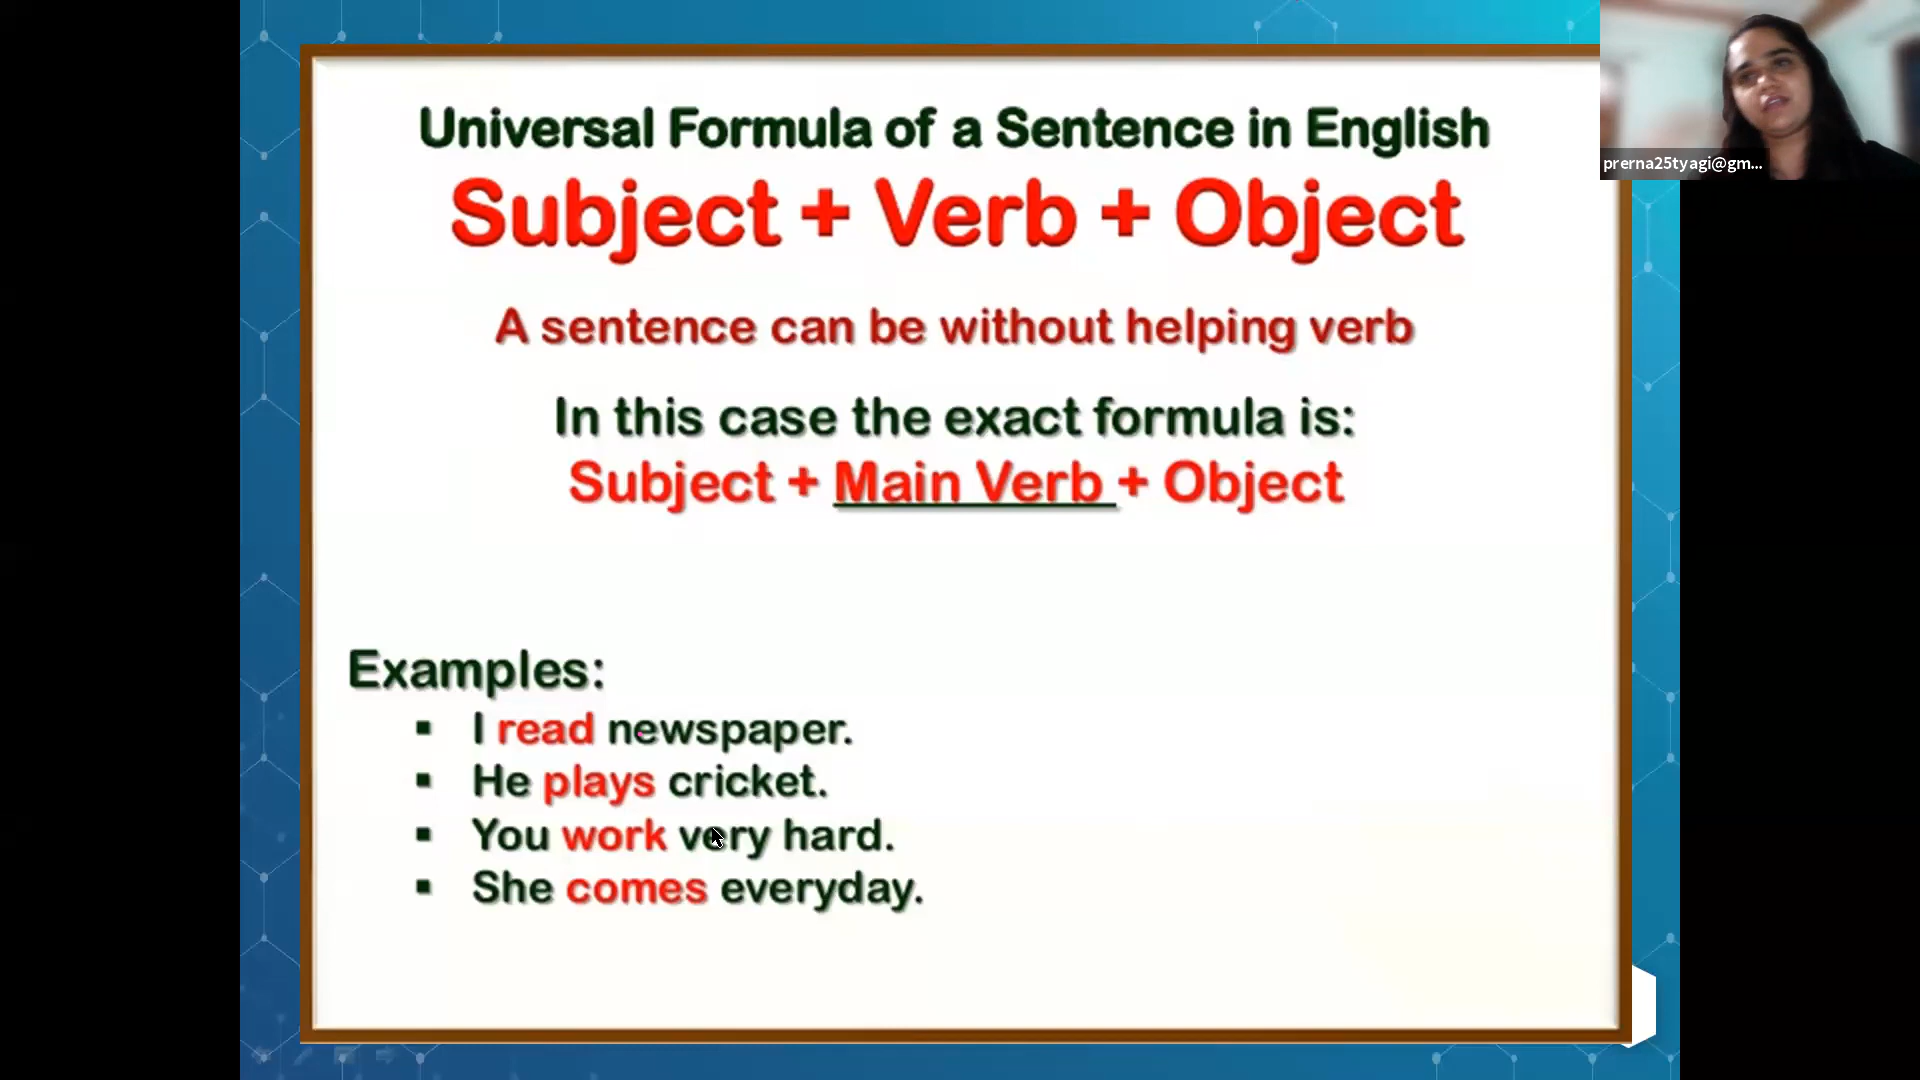 Universal Formula of a Sentence in English
Subject + Verb + Object
A sentence can be without helping verb
In this case the exact formula is:
Subject + Main Verb + Object
Examples:
▪ I read newspaper.
▪ He plays cricket.
▪ You work very hard.
▪ She comes everyday.
prerna25tyagi@gm...